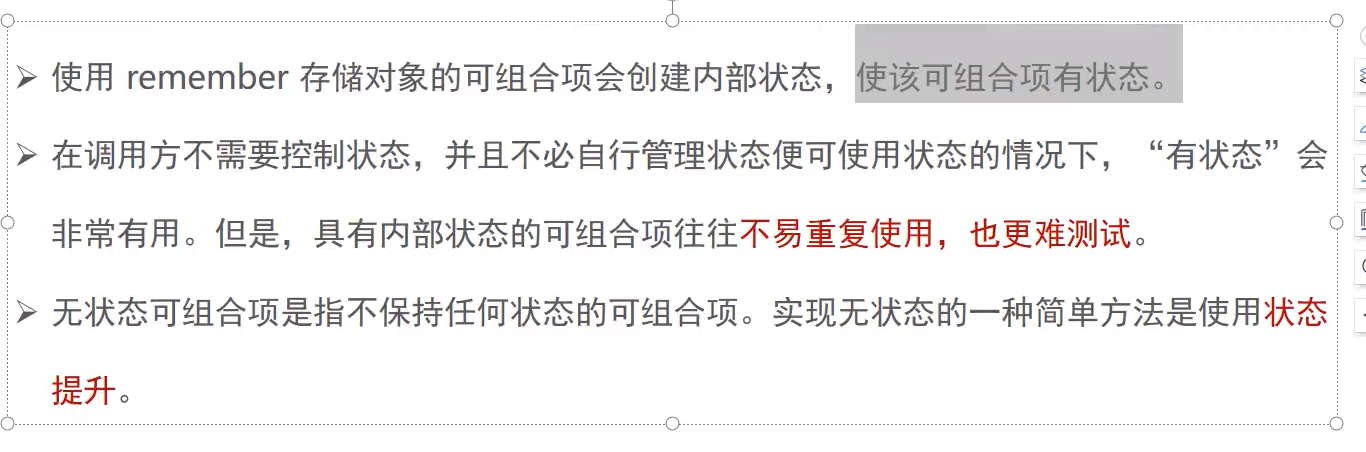 ➢ 使用 remember 存储对象的可组合项会创建内部状态，使该可组合项有状态。
➢ 在调用方不需要控制状态，并且不必自行管理状态便可使用状态的情况下，“有状态”会
非常有用。但是，具有内部状态的可组合项往往不易重复使用，也更难测试。
➢ 无状态可组合项是指不保持任何状态的可组合项。实现无状态的一种简单方法是使用状态
提升。